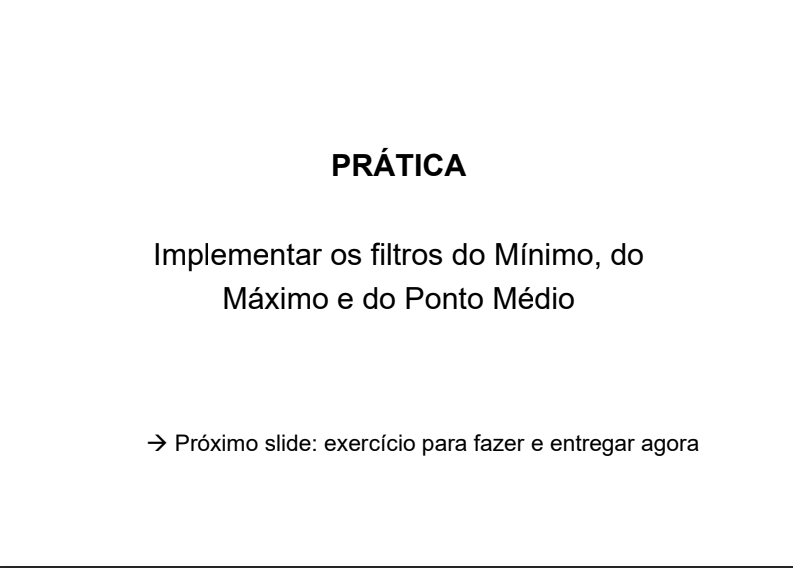 PRÁTICA
Implementar os filtros do Mínimo, do
Máximo e do Ponto Médio
→ Próximo slide: exercício para fazer e entregar agora